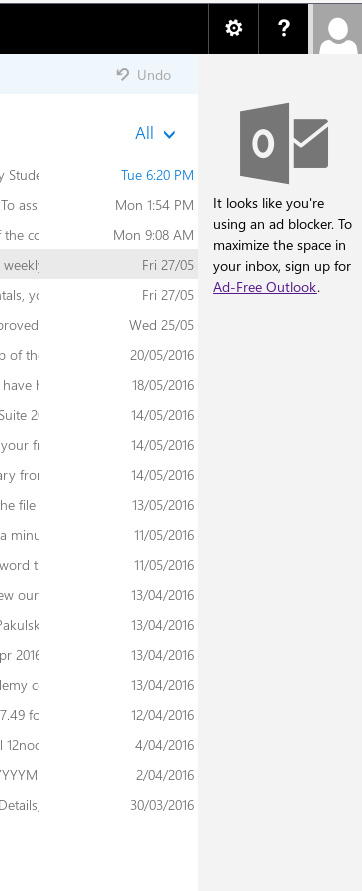 ?
Undo
All
y Stude Tue 6:20 PM
To ass Mon 1:54 PM
f the co Mon 9:08 AM
weekly Fri 27/05
ntals, yo Fri 27/05
proved Wed 25/05
p of the 20/05/2016
have h 18/05/2016
Suite 20 14/05/2016
your fr 14/05/2016
ary from 14/05/2016
he file 13/05/2016
a minu 11/05/2016
word t 11/05/2016
ew our 13/04/2016
Pakulsk 13/04/2016
pr 2016 13/04/2016
demy c 13/04/2016
7.49 fo 12/04/2016
l 12noo 4/04/2016
YYYM 2/04/2016
Details, 30/03/2016
It looks like you're
using an ad blocker. To
maximize the space in
your inbox, sign up for
Ad-Free Outlook.